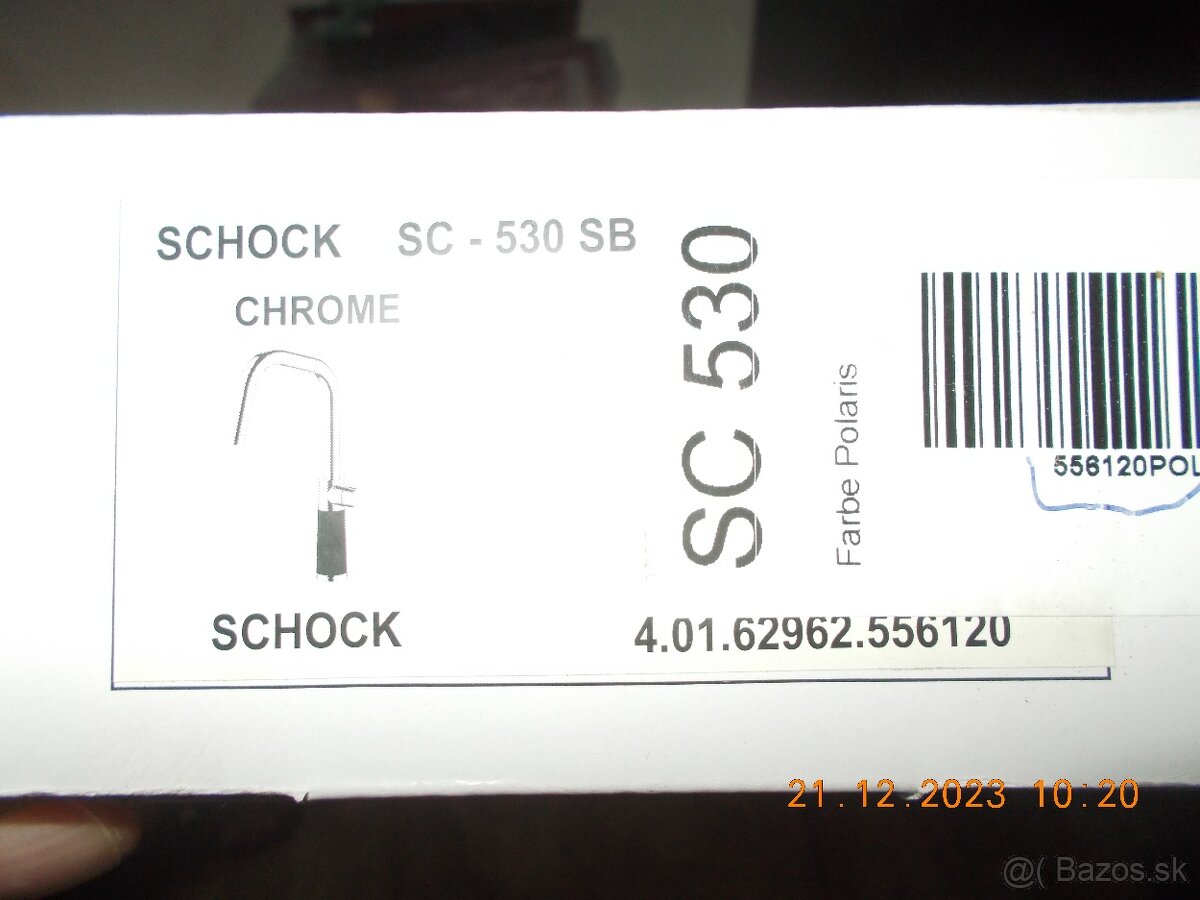 SCHOCK SC - 530 SB
CHROME
SCHOCK
4.01.62962.556120
SC 530
Farbe Polaris
556120POL
21.12.2023 10:20
@( Bazos.sk